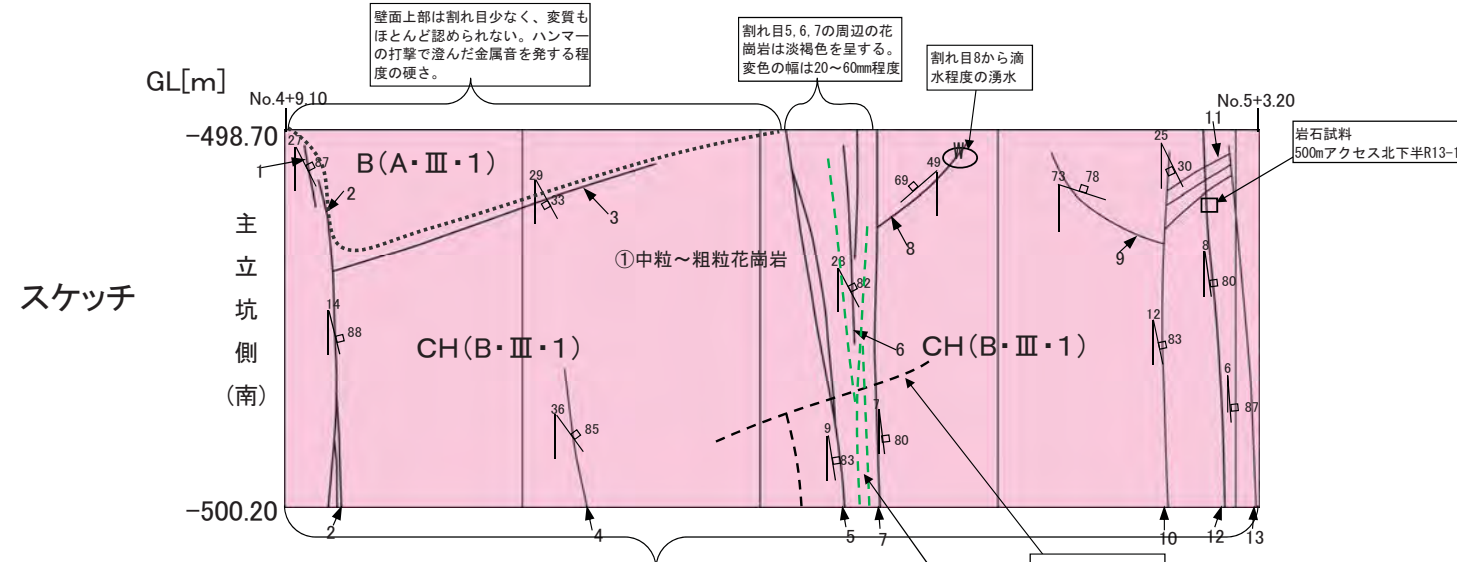 壁面上部は割れ目少なく、変質も
ほとんど認められない。ハンマー
の打撃で澄んだ金属音を発する程
度の硬さ。
割れ目5,6,7の周辺の花
崗岩は淡褐色を呈する。
変色の幅は20～60mm程度
割れ目8から滴
水程度の湧水
GL[m]
No.4+9.10
No.5+3.20
岩石試料
500mアクセス北下半R13-1
-498.70
27
87
1
2
B(A・Ⅲ・1)
29
33
3
①中粒～粗粒花崗岩
28
82
6
69
49
W
8
73
78
9
25
30
11
8
80
主
立
坑
側
(南)
スケッチ
14
88
CH(B・Ⅲ・1)
CH(B・Ⅲ・1)
12
83
6
87
36
85
9
83
7
80
-500.20
2
4
5
7
10
12
13